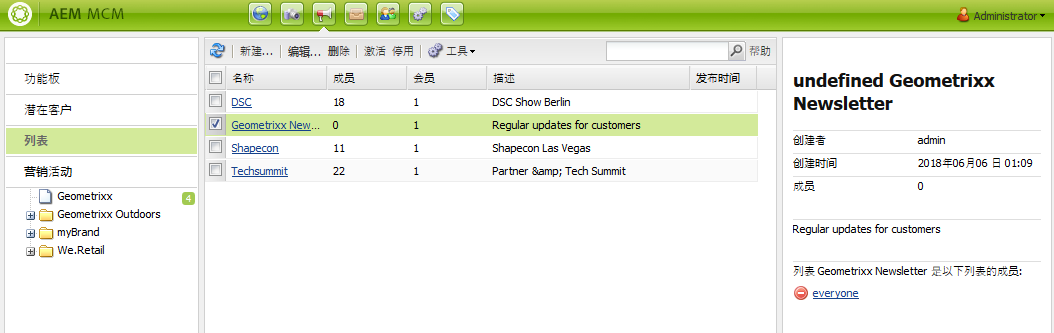 AEM MCM
Administrator
功能板
潜在客户
列表
营销活动
Geometrixx 4
Geometrixx Outdoors
myBrand
We.Retail
新建... 编辑... 删除 激活 停用 工具 帮助
名称 成员 会员 描述 发布时间
DSC 18 1 DSC Show Berlin
Geometrixx New... 0 1 Regular updates for customers
Shapecon 11 1 Shapecon Las Vegas
Techsummit 22 1 Partner &amp; Tech Summit
undefined Geometrixx
Newsletter
创建者 admin
创建时间 2018年06月06 日 01:09
成员 0
Regular updates for customers
列表 Geometrixx Newsletter 是以下列表的成员:
everyone